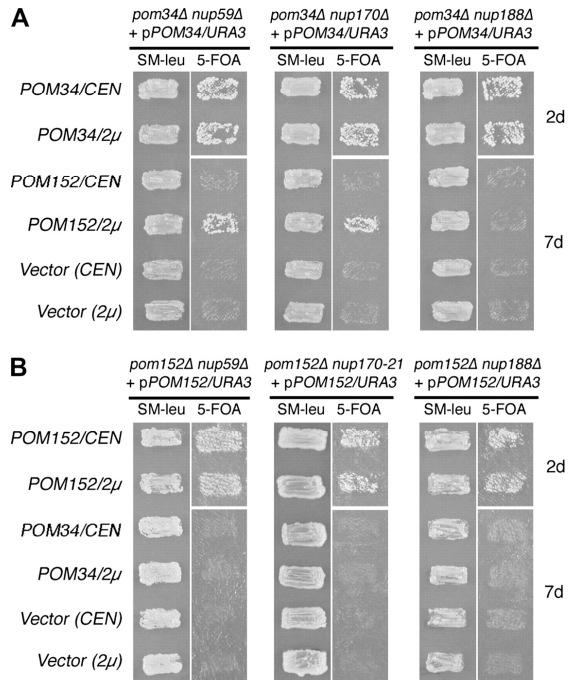 A
pom34Δ nup59Δ pom34Δ nup170Δ pom34Δ nup188Δ
+ pPOM34/URA3 + pPOM34/URA3 + pPOM34/URA3
SM-leu 5-FOA SM-leu 5-FOA SM-leu 5-FOA
POM34/CEN
2d
POM34/2µ
POM152/CEN
POM152/2µ
7d
Vector (CEN)
Vector (2µ)
B
pom152Δ nup59Δ pom152Δ nup170-21 pom152Δ nup188Δ
+ pPOM152/URA3 + pPOM152/URA3 + pPOM152/URA3
SM-leu 5-FOA SM-leu 5-FOA SM-leu 5-FOA
POM152/CEN
2d
POM152/2µ
POM34/CEN
POM34/2µ
7d
Vector (CEN)
Vector (2µ)